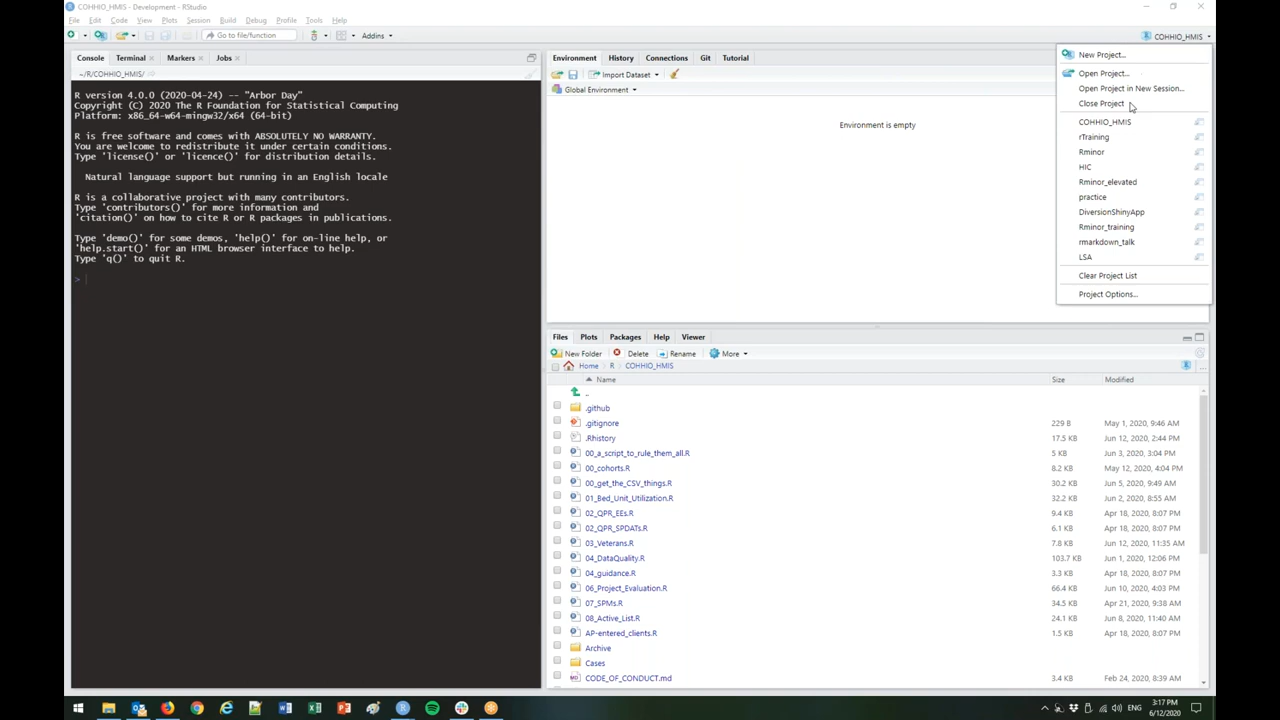 COHHIO_HMIS - Development - RStudio
File Edit Code View Plots Session Build Debug Profile Tools Help
Go to file/function
Addins
COHHIO_HMIS
Console Terminal Markers Jobs
~/R/COHHIO_HMIS/
R version 4.0.0 (2020-04-24) -- "Arbor Day"
Copyright (C) 2020 The R Foundation for Statistical Computing
Platform: x86_64-w64-mingw32/x64 (64-bit)
R is free software and comes with ABSOLUTELY NO WARRANTY.
You are welcome to redistribute it under certain conditions.
Type 'license()' or 'licence()' for distribution details.
Natural language support but running in an English locale
R is a collaborative project with many contributors.
Type 'contributors()' for more information and
'citation()' on how to cite R or R packages in publications.
Type 'demo()' for some demos, 'help()' for on-line help, or
'help.start()' for an HTML browser interface to help.
Type 'q()' to quit R.
>
Environment History Connections Git Tutorial
Import Dataset
Global Environment
Environment is empty
New Project...
Open Project...
Open Project in New Session...
Close Project
COHHIO_HMIS
rTraining
Rminor
HIC
Rminor_elevated
practice
DiversionShinyApp
Rminor_training
rmarkdown_talk
LSA
Clear Project List
Project Options...
Files Plots Packages Help Viewer
New Folder Delete Rename More
Home R COHHIO_HMIS
Name Size Modified
..
.github
.gitignore 229 B May 1, 2020, 9:46 AM
.Rhistory 17.5 KB Jun 12, 2020, 2:44 PM
00_a_script_to_rule_them_all.R 5 KB Jun 3, 2020, 3:04 PM
00_cohorts.R 8.2 KB May 12, 2020, 4:04 PM
00_get_the_CSV_things.R 30.2 KB Jun 5, 2020, 9:49 AM
01_Bed_Unit_Utilization.R 32.2 KB Jun 2, 2020, 8:55 AM
02_QPR_EEs.R 9.4 KB Apr 18, 2020, 8:07 PM
02_QPR_SPDATs.R 6.1 KB Apr 18, 2020, 8:07 PM
03_Veterans.R 7.8 KB Jun 12, 2020, 11:35 AM
04_DataQuality.R 103.7 KB Jun 1, 2020, 12:06 PM
04_guidance.R 3.3 KB Apr 18, 2020, 8:07 PM
06_Project_Evaluation.R 66.4 KB Jun 10, 2020, 4:03 PM
07_SPMs.R 34.5 KB Apr 21, 2020, 9:38 AM
08_Active_List.R 24.1 KB Jun 8, 2020, 11:40 AM
AP-entered_clients.R 1.5 KB Apr 18, 2020, 8:07 PM
Archive
Cases
CODE_OF_CONDUCT.md 3.4 KB Feb 24, 2020, 8:39 AM
ENG
3:17 PM
6/12/2020